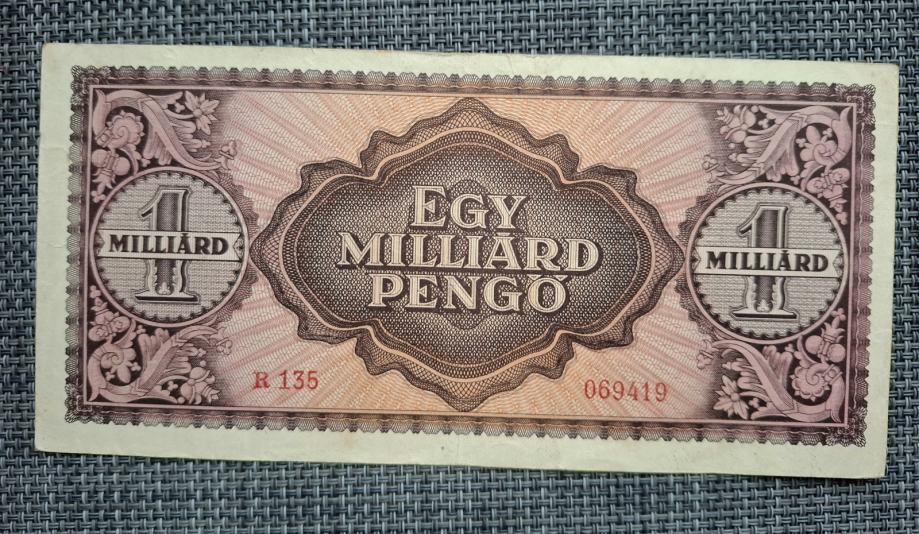 EGY
MILLIÁRD
PENGŐ
1
MILLIÁRD
1
MILLIÁRD
R 135
069419